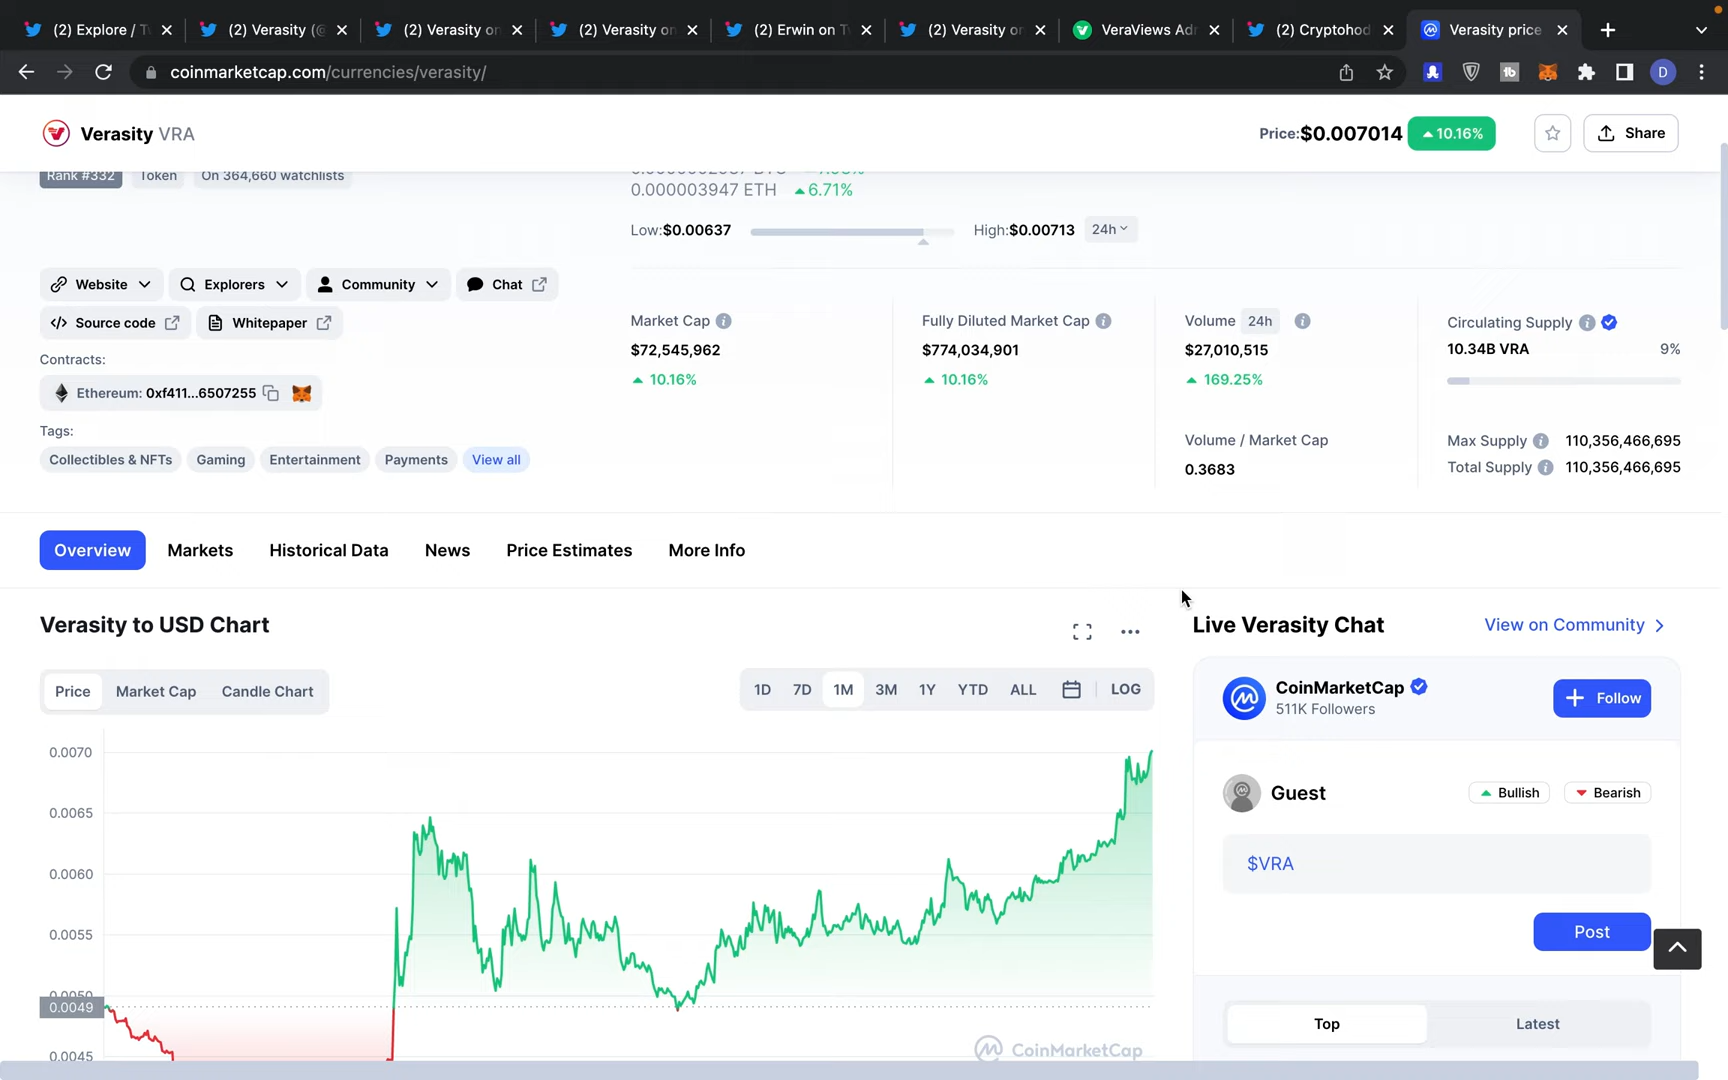 (2) Explore / T
(2) Verasity (@
(2) Verasity on
(2) Verasity on
(2) Erwin on Tw
(2) Verasity on
VeraViews Adn
(2) Cryptohod
Verasity price
coinmarketcap.com/currencies/verasity/
D
Verasity VRA
Price:$0.007014
10.16%
Share
Rank #332
Token
On 364,660 watchlists
0.000003947 ETH 6.71%
Low:$0.00637
High:$0.00713
24h
Website
Explorers
Community
Chat
Source code
Whitepaper
Contracts:
Ethereum: 0xf411...6507255
Tags:
Collectibles & NFTs
Gaming
Entertainment
Payments
View all
Market Cap
$72,545,962
10.16%
Fully Diluted Market Cap
$774,034,901
10.16%
Volume 24h
$27,010,515
169.25%
Volume / Market Cap
0.3683
Circulating Supply
10.34B VRA
9%
Max Supply 110,356,466,695
Total Supply 110,356,466,695
Overview
Markets
Historical Data
News
Price Estimates
More Info
Verasity to USD Chart
Price
Market Cap
Candle Chart
1D
7D
1M
3M
1Y
YTD
ALL
LOG
0.0070
0.0065
0.0060
0.0055
0.0049
0.0045
CoinMarketCap
Live Verasity Chat
View on Community
CoinMarketCap
511K Followers
Follow
Guest
Bullish
Bearish
$VRA
Post
Top
Latest